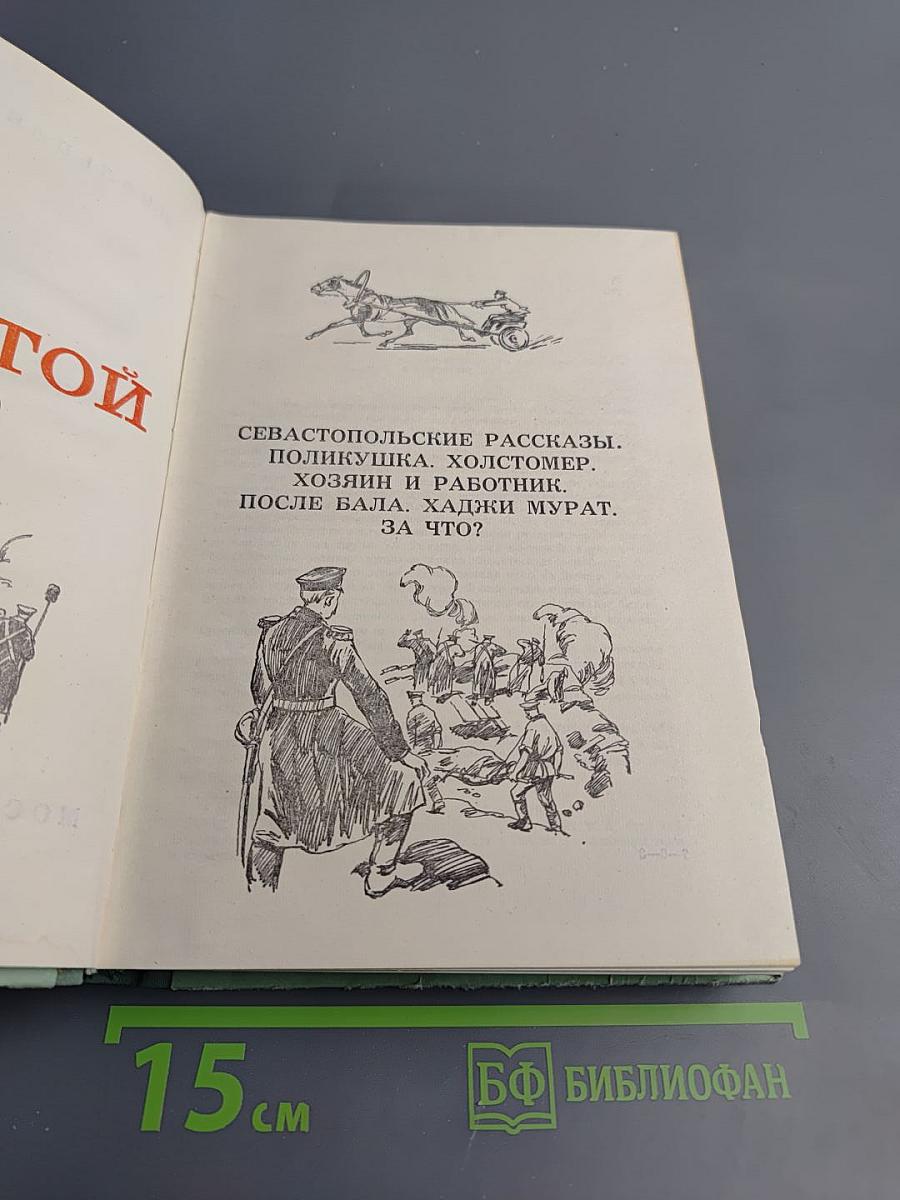 ТОЙ
СЕВАСТОПОЛЬСКИЕ РАССКАЗЫ.
ПОЛИКУШКА. ХОЛСТОМЕР.
ХОЗЯИН И РАБОТНИК.
ПОСЛЕ БАЛА. ХАДЖИ МУРАТ.
ЗА ЧТО?
15 см
БФ БИБЛИОФАН